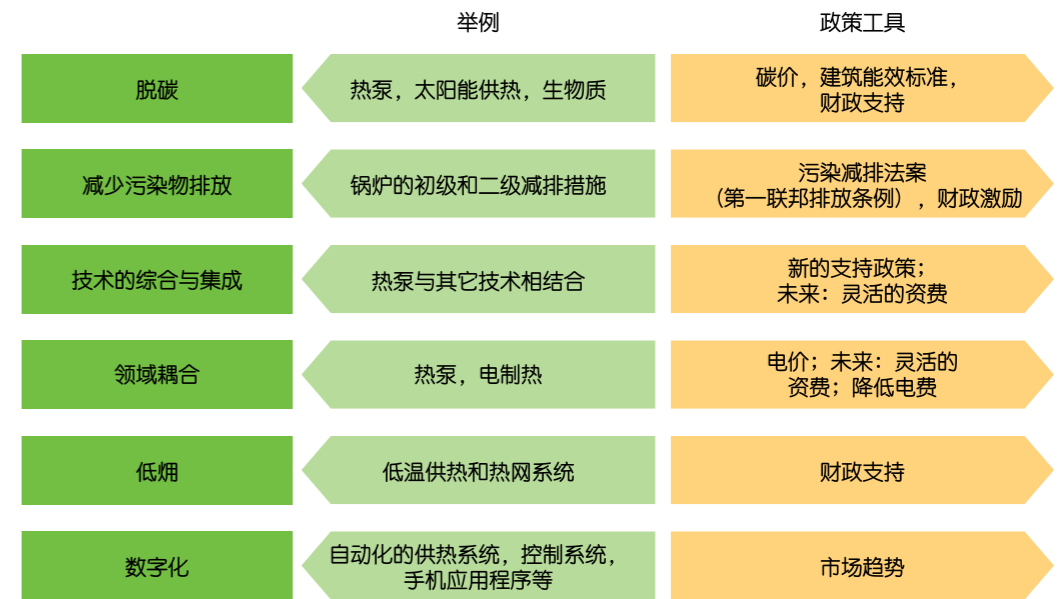 举例
政策工具
脱碳
热泵，太阳能供热，生物质
碳价，建筑能效标准，
财政支持
减少污染物排放
锅炉的初级和二级减排措施
污染减排法案
（第一联邦排放条例），财政激励
技术的综合与集成
热泵与其它技术相结合
新的支持政策；
未来：灵活的资费
领域耦合
热泵，电制热
电价；未来：灵活的
资费；降低电费
低㶲
低温供热和热网系统
财政支持
数字化
自动化的供热系统，控制系统，
手机应用程序等
市场趋势